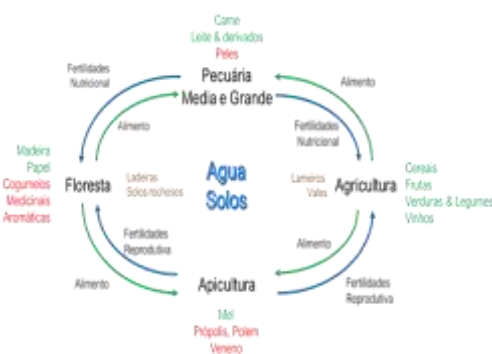 Carne
Leite & derivados
Peles
Pecuária
Media e Grande
Fertilidades
Nutricional
Alimento
Alimento
Fertilidades
Nutricional
Madeira
Papel
Cogumelos
Medicinais
Aromáticas
Floresta
Ladeiras
Solos rochosos
Agua
Solos
Lameiros
Vales
Agricultura
Cereais
Frutas
Verduras & Legumes
Vinhos
Fertilidades
Reprodutiva
Alimento
Alimento
Apicultura
Fertilidades
Reprodutiva
Mel
Própolis, Polem
Veneno